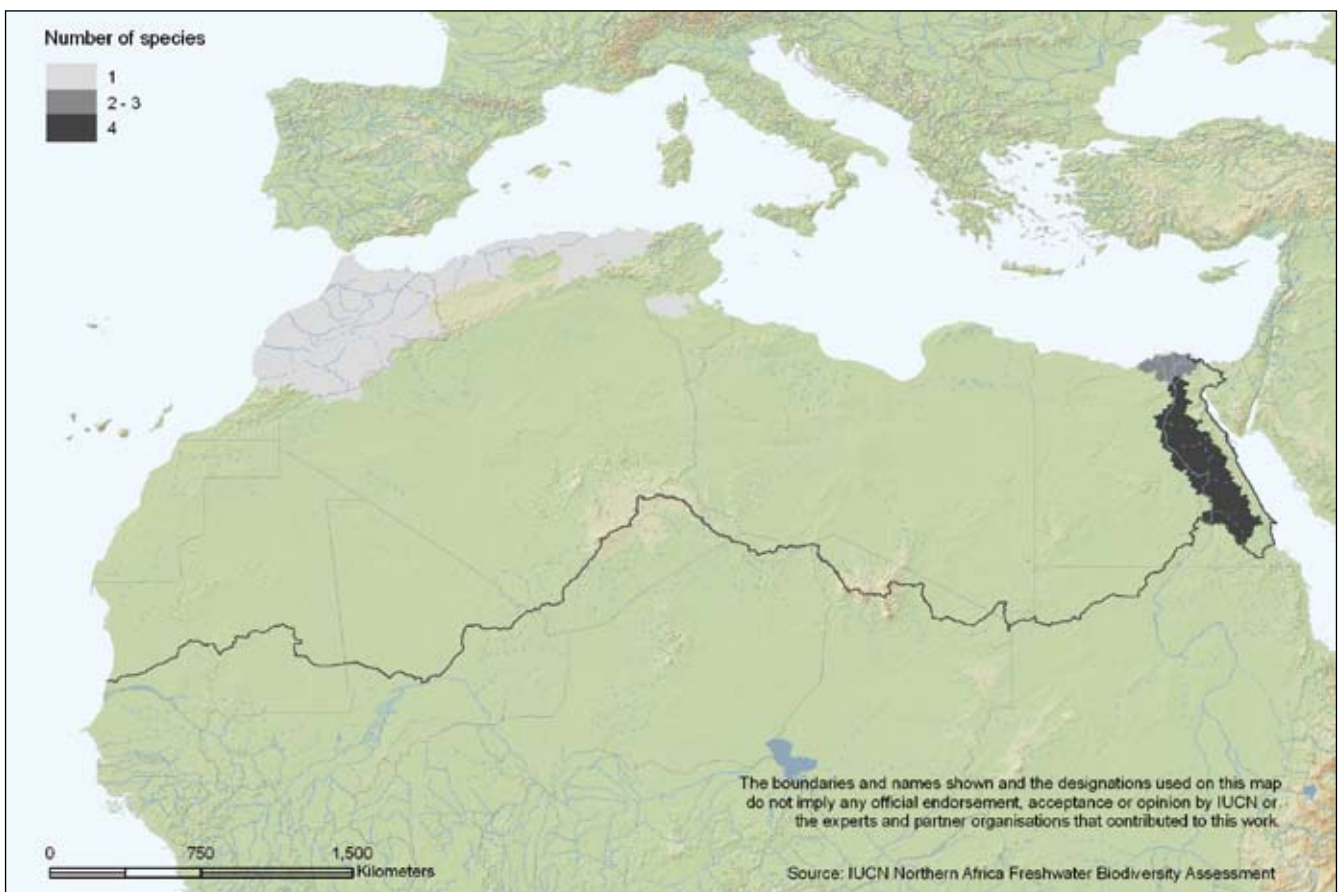 Number of species
1
2 - 3
4
The boundaries and names shown and the designations used on this map
do not imply any official endorsement, acceptance or opinion by IUCN or
the experts and partner organisations that contributed to this work.
0 750 1,500
Kilometers
Source: IUCN Northern Africa Freshwater Biodiversity Assessment